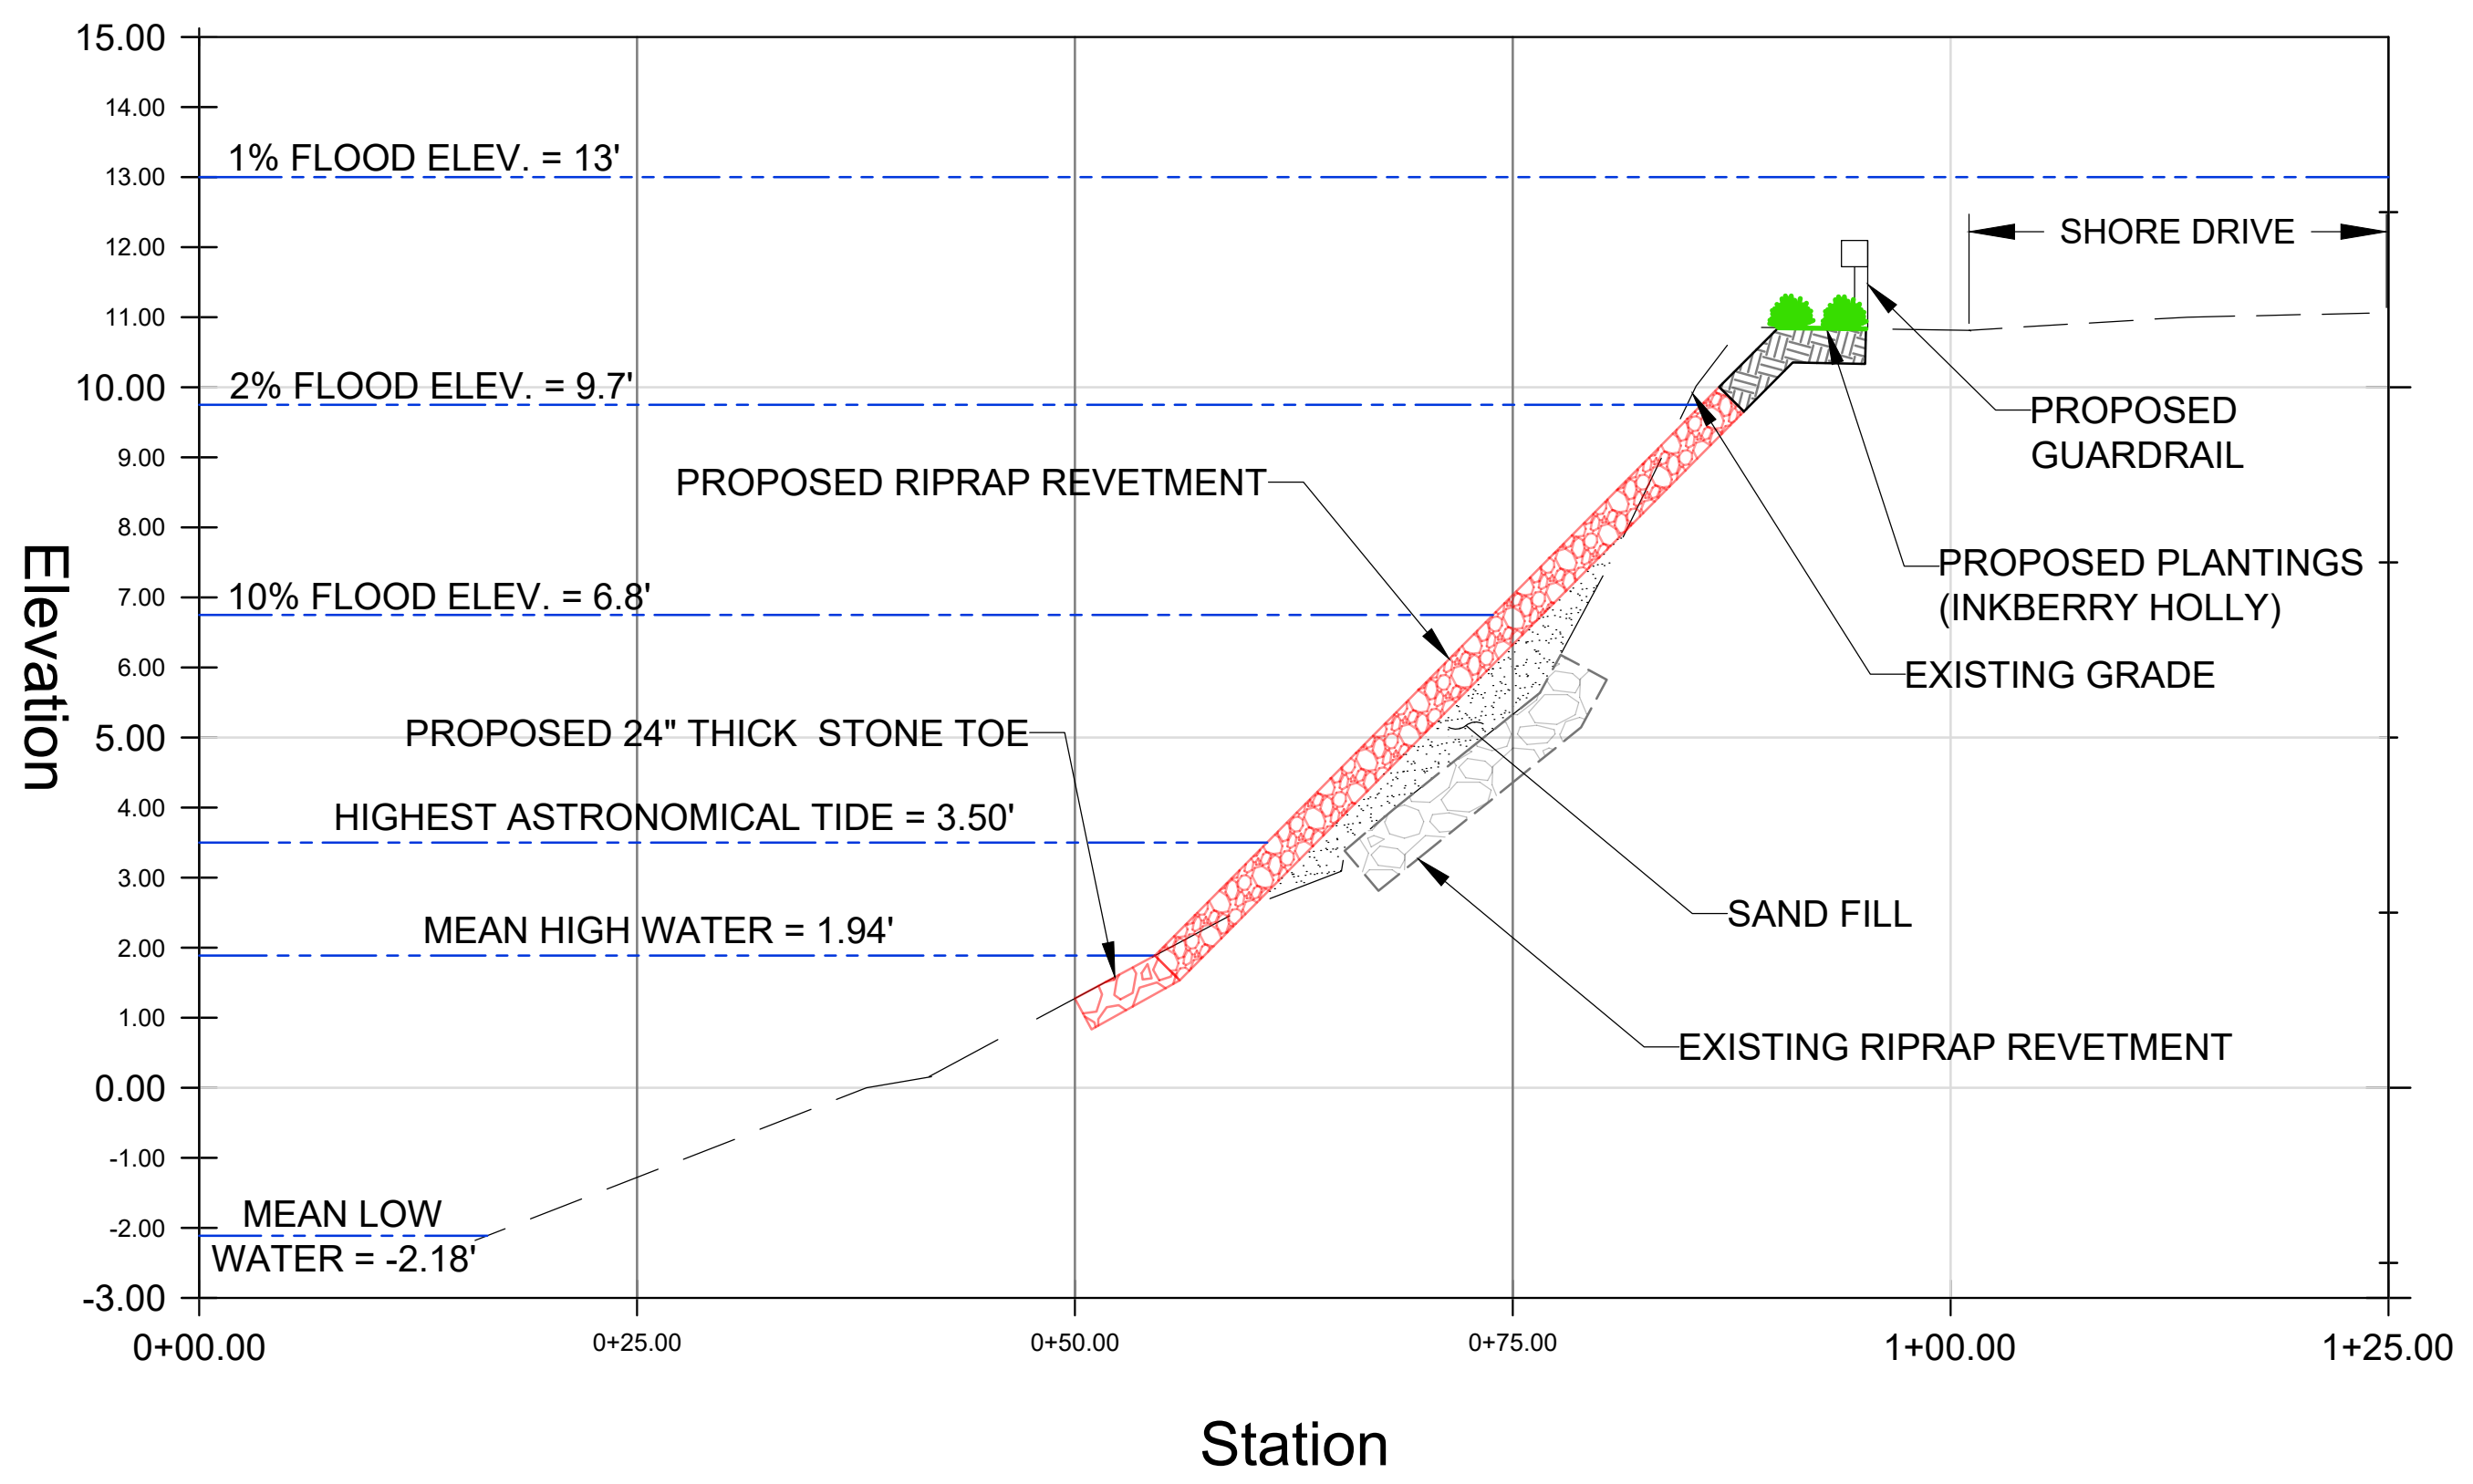 15.00
14.00
1% FLOOD ELEV. = 13'
13.00
SHORE DRIVE
12.00
11.00
2% FLOOD ELEV.  = 9.7'
10.00
PROPOSED
GUARDRAIL
9.00
PROPOSED RIPRAP REVETMENT
8.00
PROPOSED PLANTINGS
(INKBERRY HOLLY)
10% FLOOD ELEV. = 6.8'
7.00
6.00
EXISTING GRADE
Elevation
PROPOSED 24" THICK  STONE TOE
5.00
4.00
HIGHEST ASTRONOMICAL TIDE = 3.50'
3.00
SAND FILL
MEAN HIGH WATER = 1.94'
2.00
1.00
EXISTING RIPRAP REVETMENT
0.00
-1.00
MEAN LOW
WATER = -2.18'
-2.00
-3.00
0+00.00
0+25.00
0+50.00
0+75.00
1+00.00
1+25.00
Station